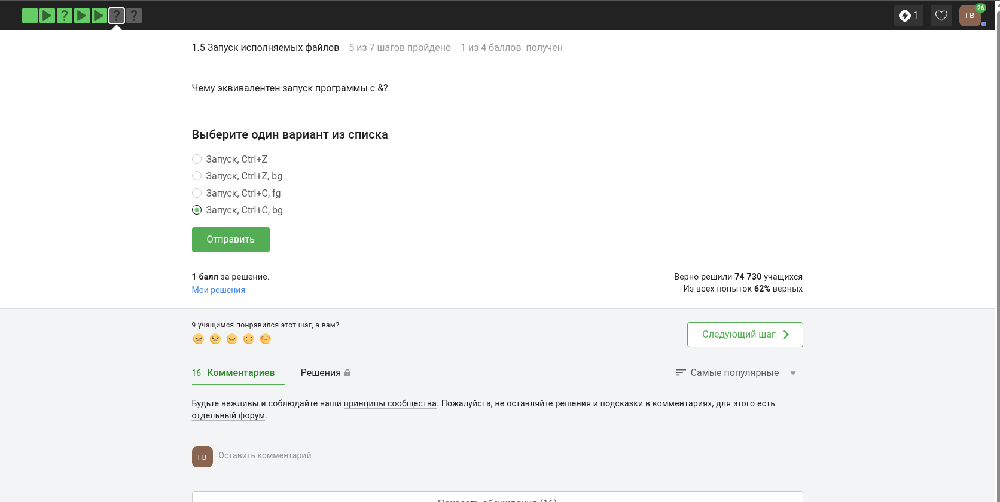 ? ? ?
1
26
ГВ
1.5 Запуск исполняемых файлов 5 из 7 шагов пройдено 1 из 4 баллов получен
Чему эквивалентен запуск программы с &?
Выберите один вариант из списка
Запуск, Ctrl+Z
Запуск, Ctrl+Z, bg
Запуск, Ctrl+C, fg
Запуск, Ctrl+C, bg
Отправить
1 балл за решение.
Мои решения
Верно решили 74 730 учащихся
Из всех попыток 62% верных
9 учащимся понравился этот шаг, а вам?
Следующий шаг
16 Комментариев Решения
Самые популярные
Будьте вежливы и соблюдайте наши принципы сообщества. Пожалуйста, не оставляйте решения и подсказки в комментариях, для этого есть
отдельный форум.
ГВ Оставить комментарий
Показать обсуждения (16)